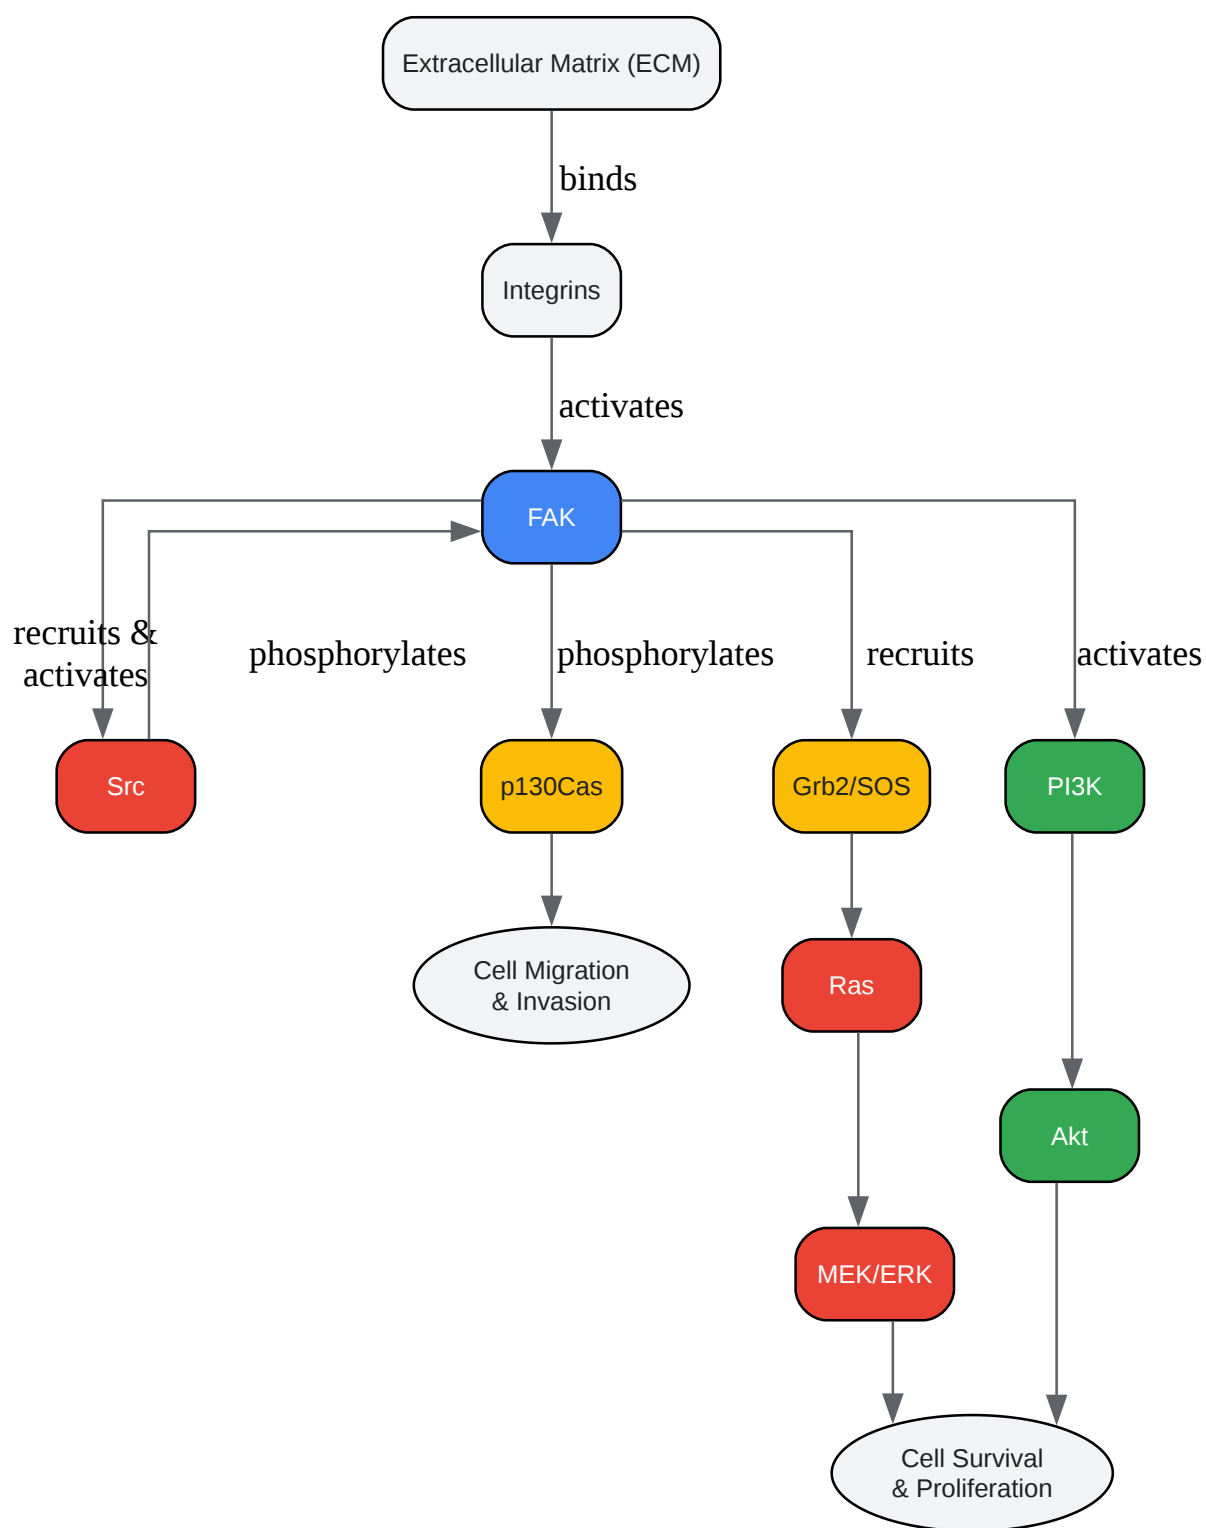 Extracellular Matrix (ECM)
binds
Integrins
activates
FAK
recruits &
activates
phosphorylates
phosphorylates
recruits
activates
Src
p130Cas
Grb2/SOS
PI3K
Cell Migration
& Invasion
Ras
Akt
MEK/ERK
Cell Survival
& Proliferation